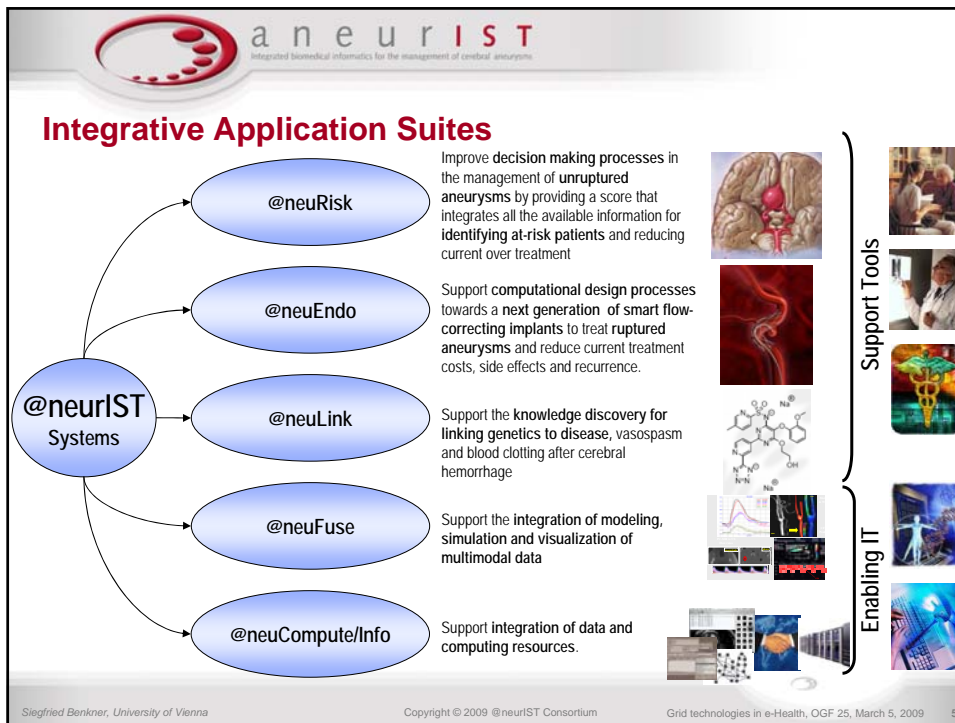 aneurIST
Integrated biomedical informatics for the management of cerebral aneurysms
Integrative Application Suites
@neurIST
Systems
@neuRisk
Improve decision making processes in
the management of unruptured
aneurysms by providing a score that
integrates all the available information for
identifying at-risk patients and reducing
current over treatment
@neuEndo
Support computational design processes
towards a next generation of smart flow-
correcting implants to treat ruptured
aneurysms and reduce current treatment
costs, side effects and recurrence.
@neuLink
Support the knowledge discovery for
linking genetics to disease, vasospasm
and blood clotting after cerebral
hemorrhage
@neuFuse
Support the integration of modeling,
simulation and visualization of
multimodal data
@neuCompute/Info
Support integration of data and
computing resources.
Support Tools
Enabling IT
Siegfried Benkner, University of Vienna
Copyright © 2009 @neurIST Consortium
Grid technologies in e-Health, OGF 25, March 5, 2009
5